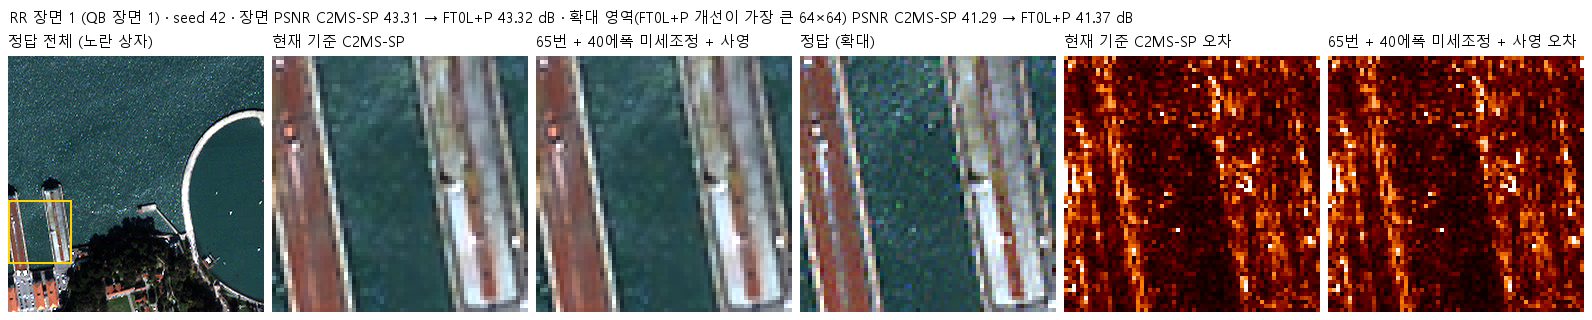 RR 장면 1 (QB 장면 1) · seed 42 · 장면 PSNR C2MS-SP 43.31 → FT0L+P 43.32 dB · 확대 영역(FT0L+P 개선이 가장 큰 64×64) PSNR C2MS-SP 41.29 → FT0L+P 41.37 dB
정답 전체 (노란 상자)
현재 기준 C2MS-SP
65번 + 40에폭 미세조정 + 사영
정답 (확대)
현재 기준 C2MS-SP 오차
65번 + 40에폭 미세조정 + 사영 오차